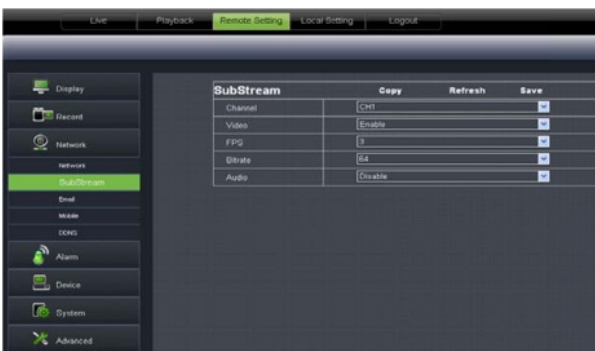 Live Playback Remote Setting Local Setting Logout
Display
Record
Network
Network
SubStream
Email
Mobile
DDNS
Alarm
Device
System
Advanced
SubStream Copy Refresh Save
Channel CH1
Video Enable
FPS 3
Bitrate 64
Audio Disable